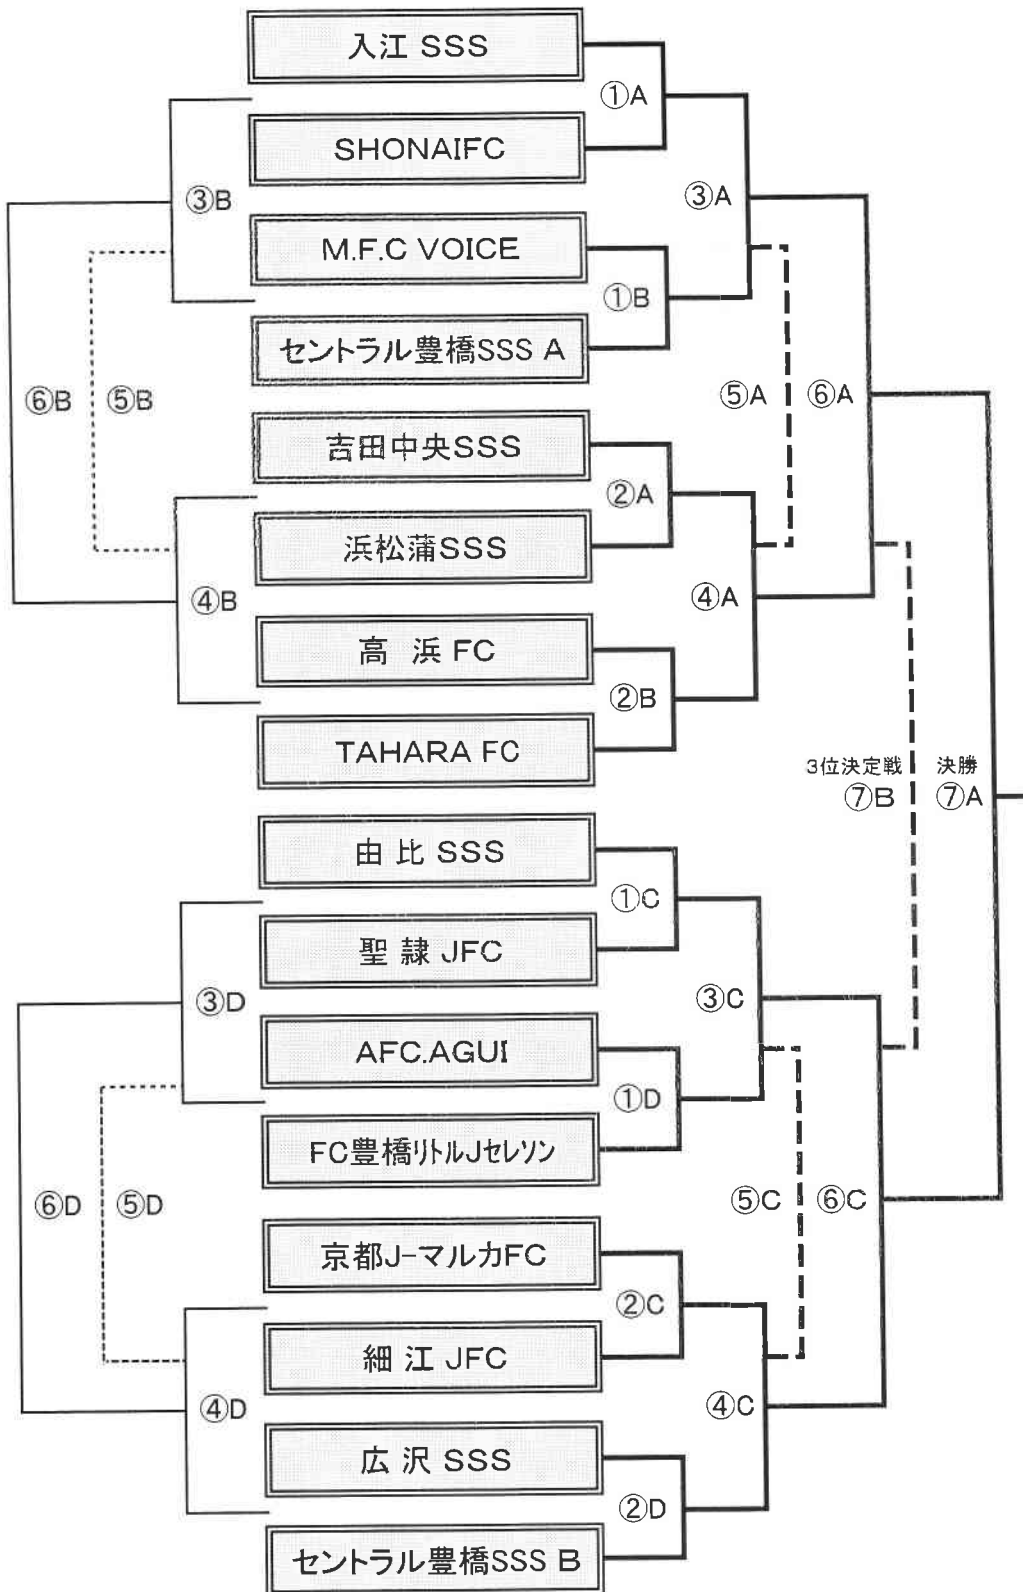 入江 SSS
①A
SHONAIFC
③B
③A
M.F.C VOICE
①B
セントラル豊橋SSS A
⑥B
⑤B
⑤A
⑥A
吉田中央SSS
②A
浜松蒲SSS
④B
④A
高 浜 FC
②B
TAHARA FC
3位決定戦
⑦B
決勝
⑦A
由 比 SSS
①C
聖 隷 JFC
③D
③C
AFC.AGUI
①D
FC豊橋リトルJセレソン
⑥D
⑤D
⑤C
⑥C
京都J-マルカFC
②C
細 江 JFC
④D
④C
広 沢 SSS
②D
セントラル豊橋SSS B